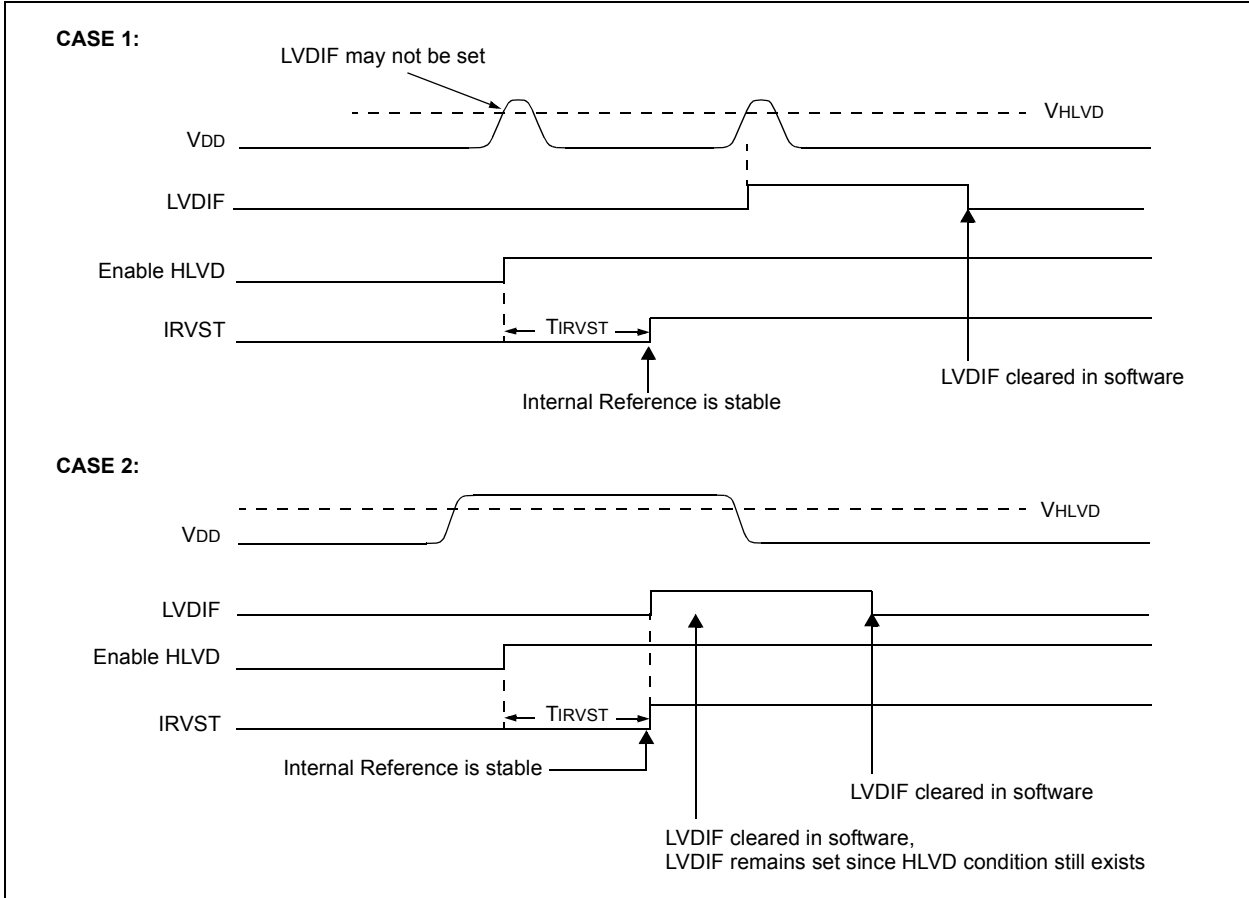 CASE 1:
LVDIF may not be set
VHLVD
VDD
LVDIF
Enable HLVD
IRVST
TIRVST
LVDIF cleared in software
Internal Reference is stable
CASE 2:
VHLVD
VDD
LVDIF
Enable HLVD
IRVST
TIRVST
Internal Reference is stable
LVDIF cleared in software
LVDIF cleared in software,
LVDIF remains set since HLVD condition still exists